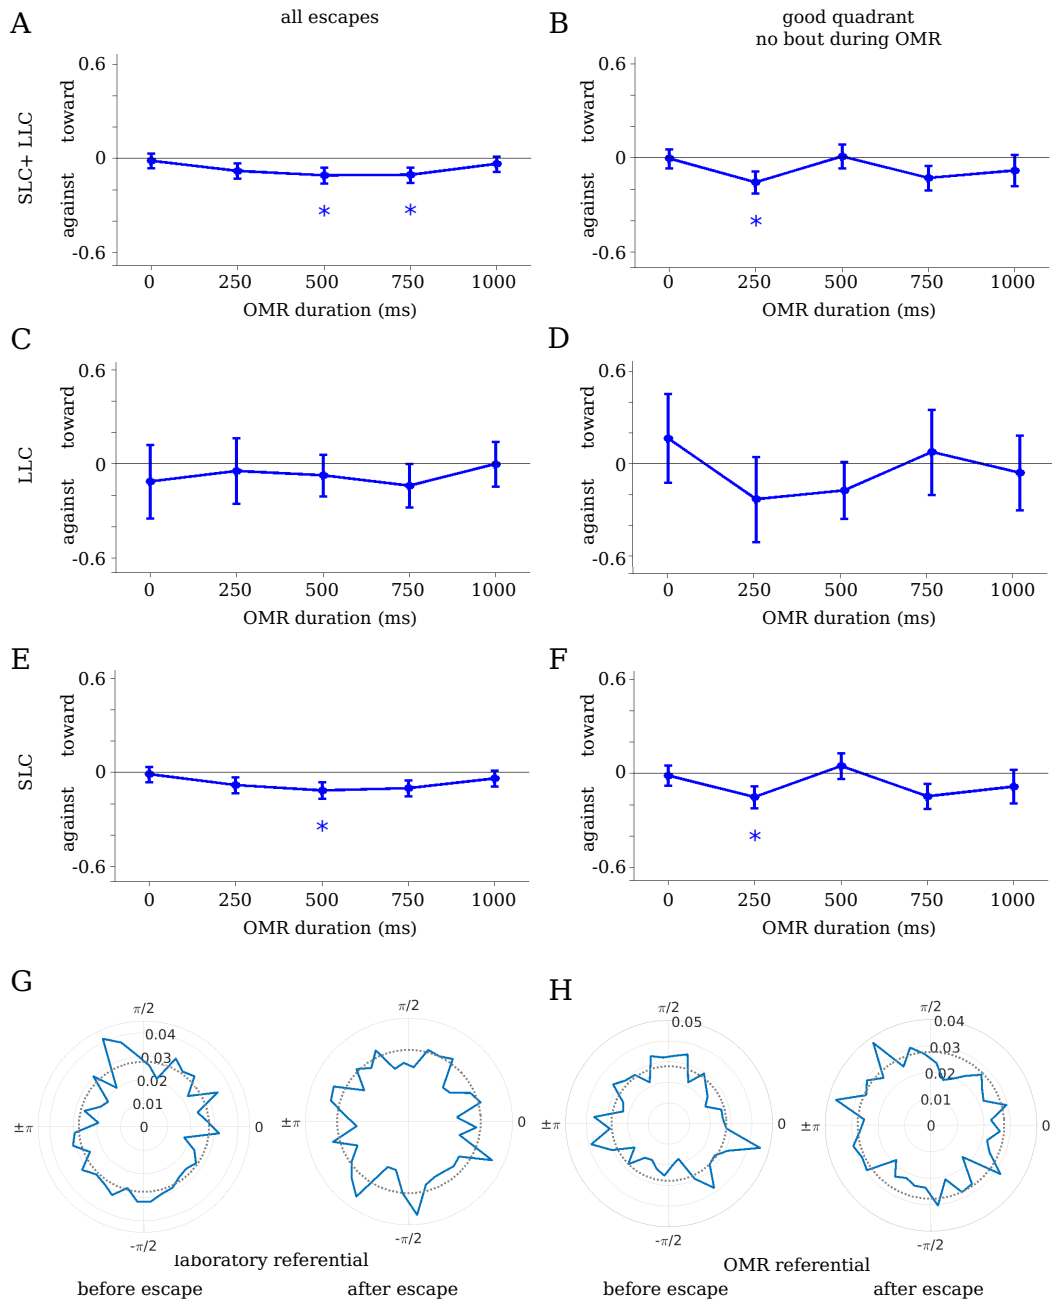 A
all escapes
B
good quadrant
no bout during OMR
SLC+ LLC
against toward
0.6
0
-0.6
*
*
0 250 500 750 1000
OMR duration (ms)
against toward
0.6
0
-0.6
*
0 250 500 750 1000
OMR duration (ms)
C
LLC
against toward
0.6
0
-0.6
0 250 500 750 1000
OMR duration (ms)
D
against toward
0.6
0
-0.6
0 250 500 750 1000
OMR duration (ms)
E
SLC
against toward
0.6
0
-0.6
*
0 250 500 750 1000
OMR duration (ms)
F
against toward
0.6
0
-0.6
*
0 250 500 750 1000
OMR duration (ms)
G
π/2
0.04
0.03
0.02
0.01
±π 0 0
-π/2
π/2
±π 0
-π/2
laboratory referential
before escape after escape
H
π/2
0.05
±π 0
-π/2
π/2
0.04
0.03
0.02
0.01
±π 0 0
-π/2
OMR referential
before escape after escape